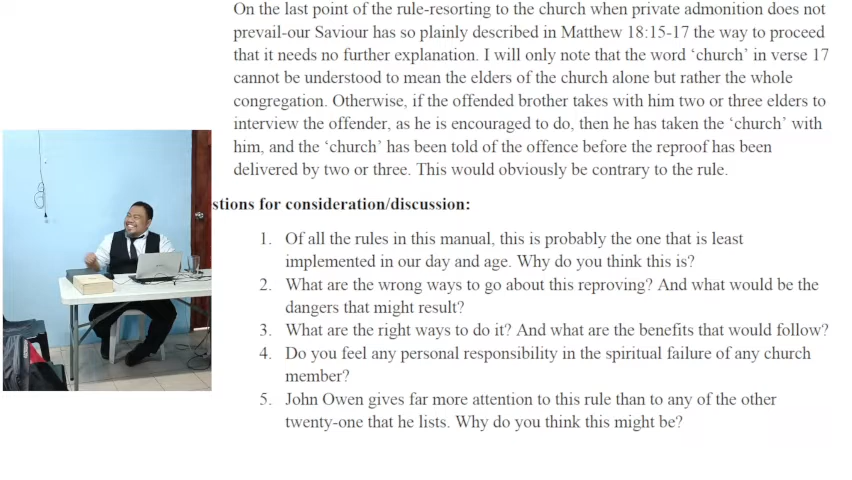 On the last point of the rule-resorting to the church when private admonition does not
prevail-our Saviour has so plainly described in Matthew 18:15-17 the way to proceed
that it needs no further explanation. I will only note that the word ‘church’ in verse 17
cannot be understood to mean the elders of the church alone but rather the whole
congregation. Otherwise, if the offended brother takes with him two or three elders to
interview the offender, as he is encouraged to do, then he has taken the ‘church’ with
him, and the ‘church’ has been told of the offence before the reproof has been
delivered by two or three. This would obviously be contrary to the rule.
stions for consideration/discussion:
1. Of all the rules in this manual, this is probably the one that is least
implemented in our day and age. Why do you think this is?
2. What are the wrong ways to go about this reproving? And what would be the
dangers that might result?
3. What are the right ways to do it? And what are the benefits that would follow?
4. Do you feel any personal responsibility in the spiritual failure of any church
member?
5. John Owen gives far more attention to this rule than to any of the other
twenty-one that he lists. Why do you think this might be?